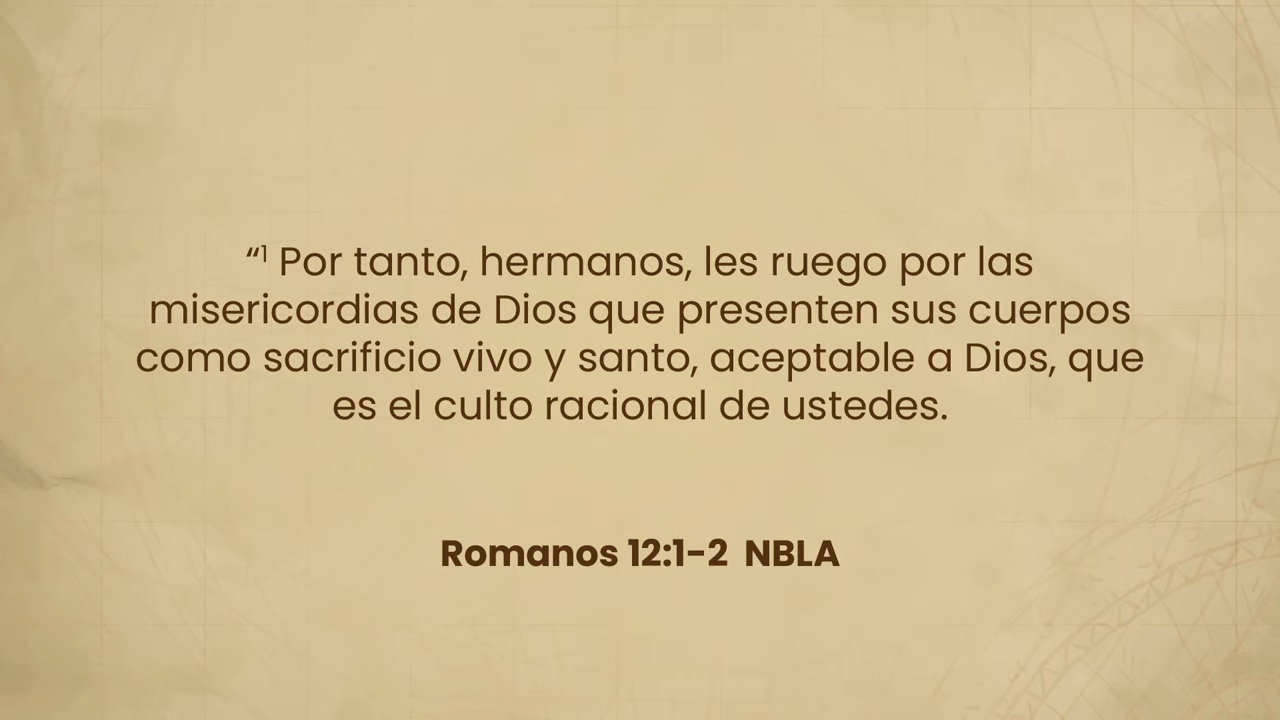 “¹ Por tanto, hermanos, les ruego por las
misericordias de Dios que presenten sus cuerpos
como sacrificio vivo y santo, aceptable a Dios, que
es el culto racional de ustedes.
Romanos 12:1-2 NBLA